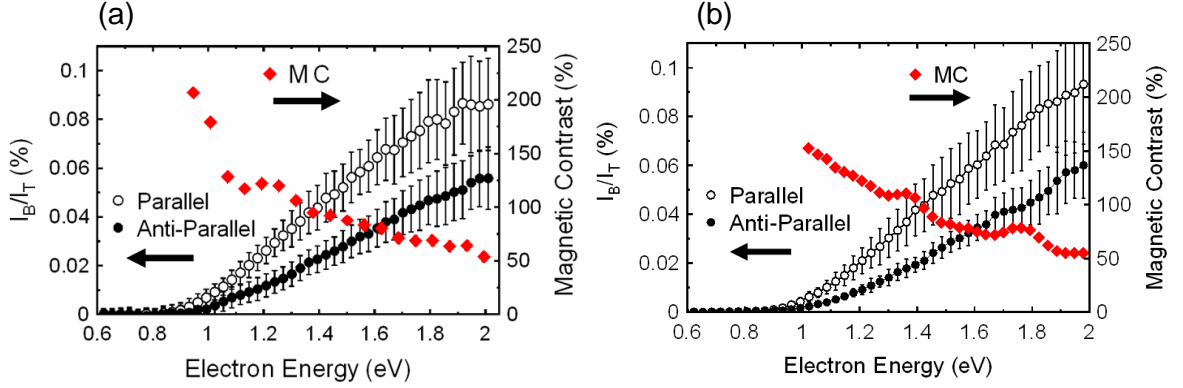 (a)
I_B/I_T (%)
0.1
0.08
0.06
0.04
0.02
0
250
200
150
100
50
0
Magnetic Contrast (%)
MC
Parallel
Anti-Parallel
0.6 0.8 1 1.2 1.4 1.6 1.8 2
Electron Energy (eV)
(b)
I_B/I_T (%)
0.1
0.08
0.06
0.04
0.02
0
250
200
150
100
50
0
Magnetic Contrast (%)
MC
Parallel
Anti-Parallel
0.6 0.8 1 1.2 1.4 1.6 1.8 2
Electron Energy (eV)